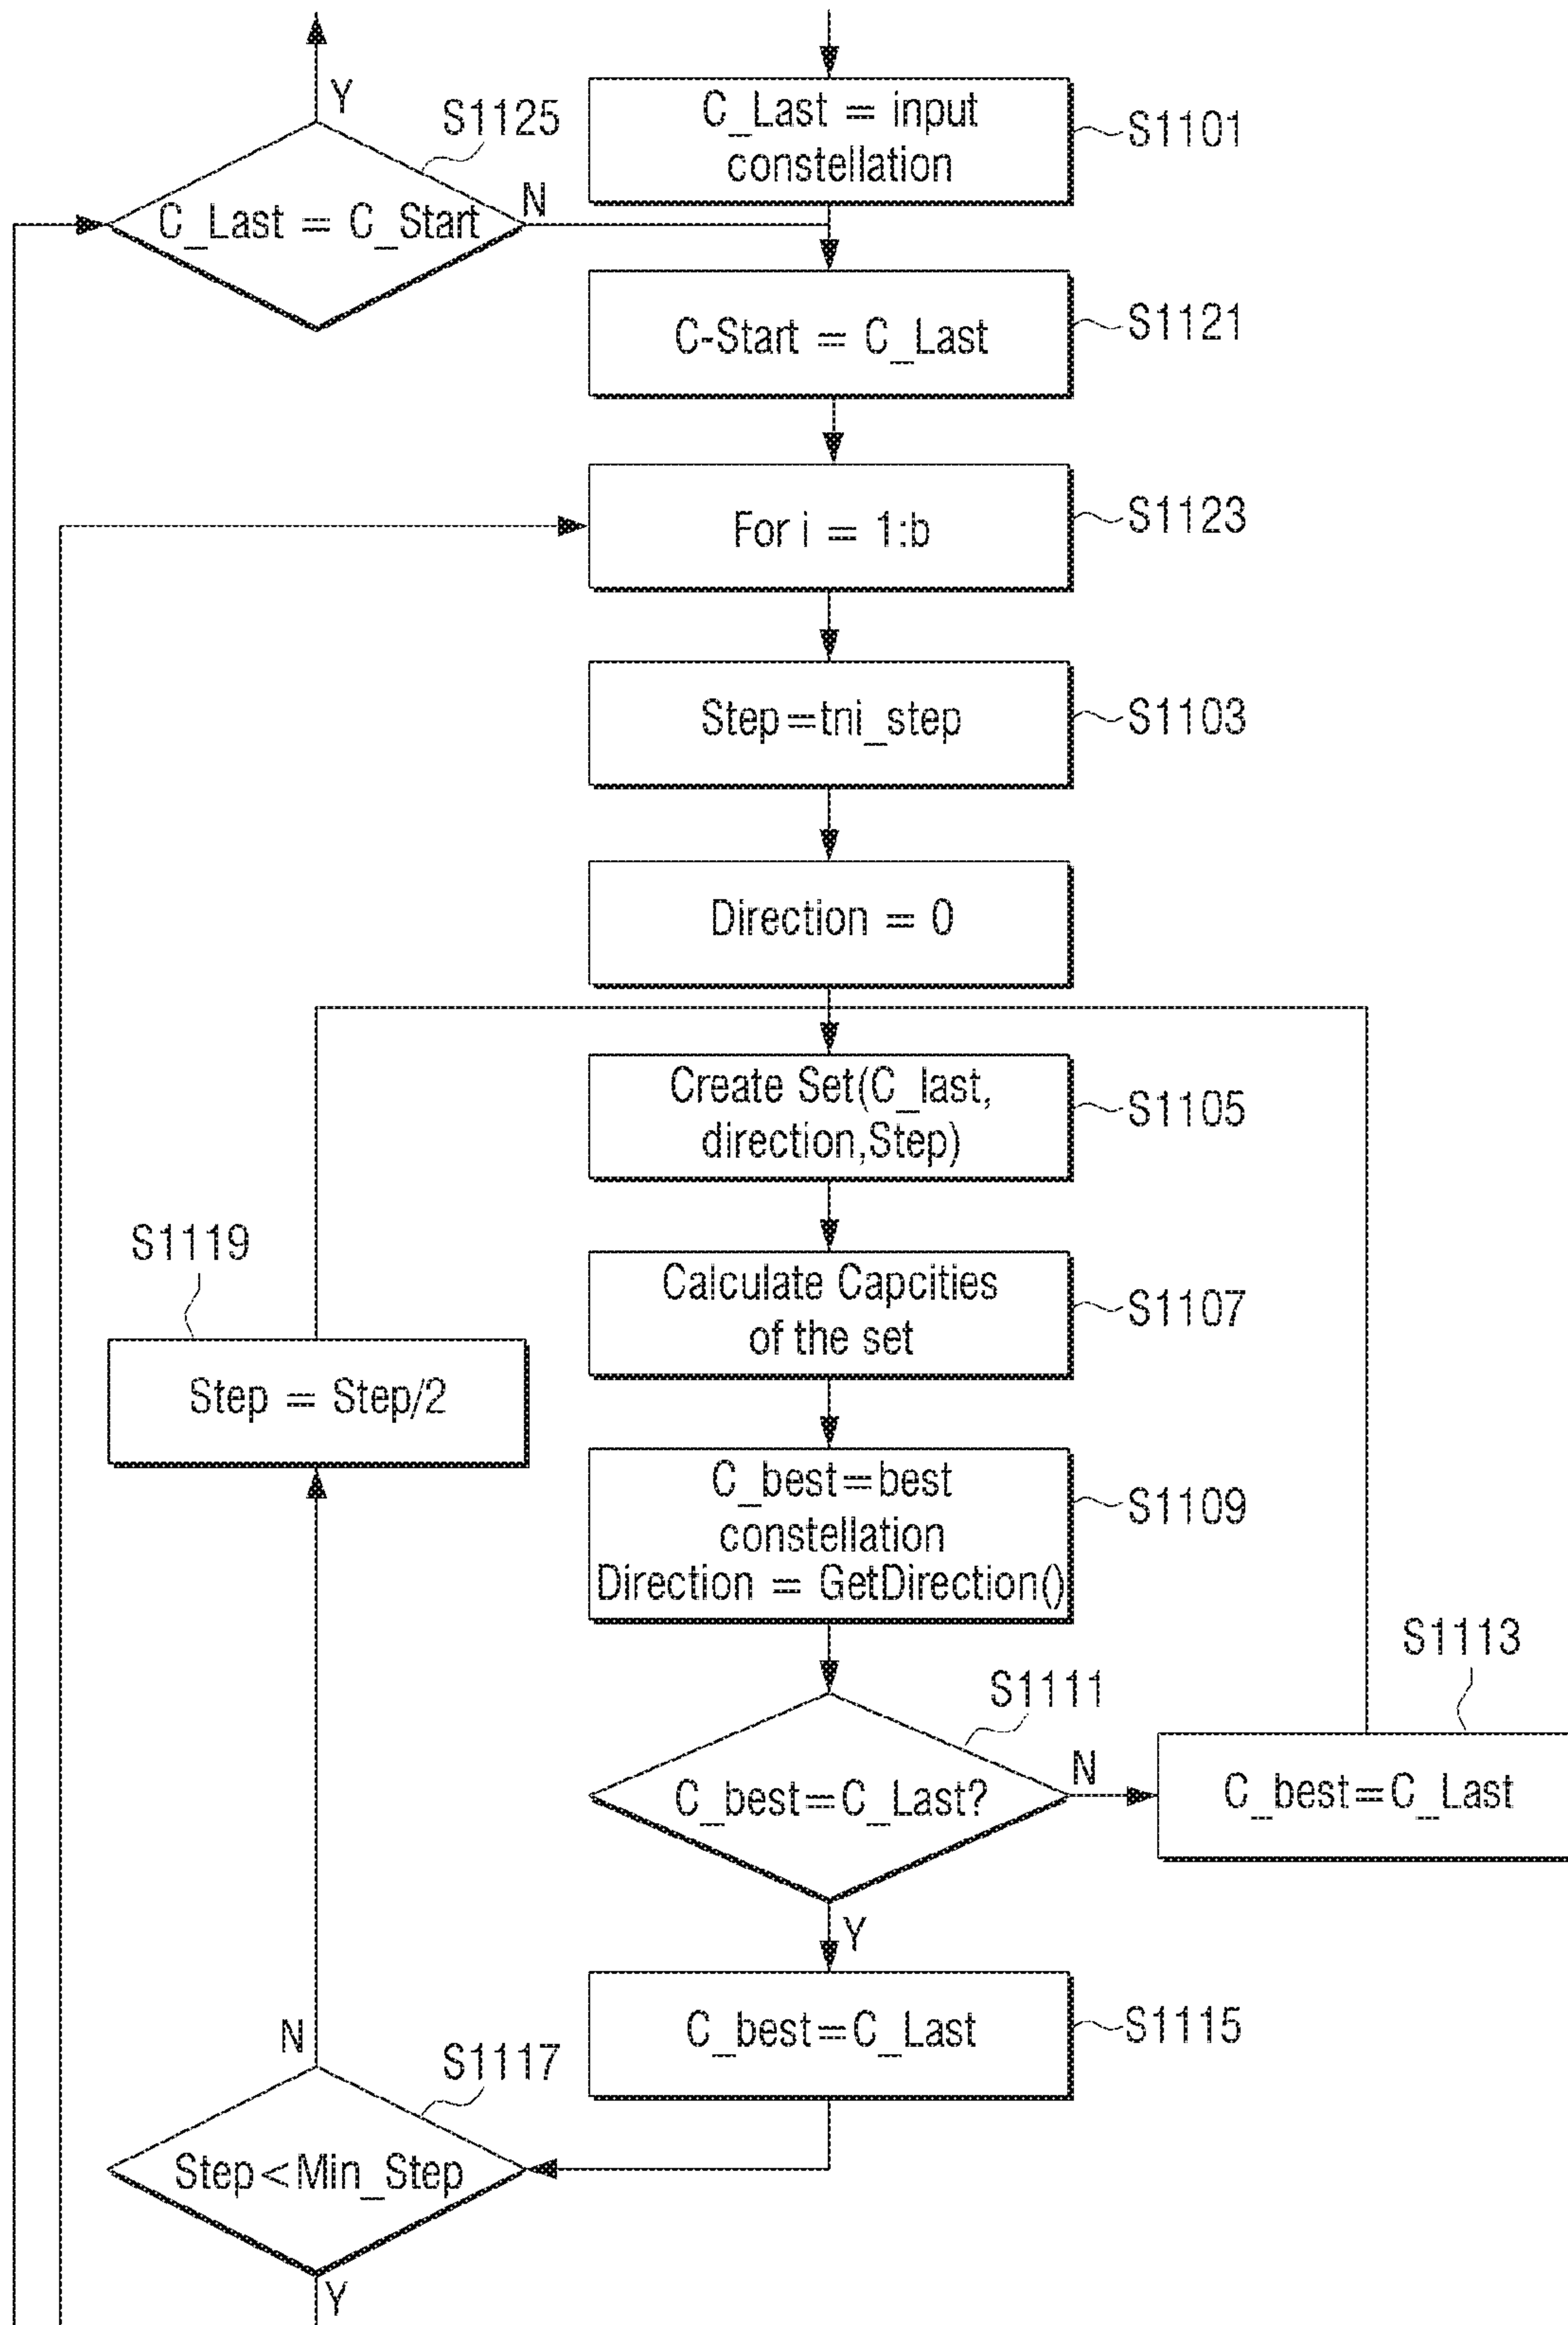 Y
S1125
C_Last = C_Start
N
C_Last = input
constellation
S1101
C-Start = C_Last
S1121
For i = 1:b
S1123
Step=tni_step
S1103
Direction = 0
Create Set(C_last,
direction,Step)
S1105
Calculate Capcities
of the set
S1107
S1119
Step = Step/2
C_best=best
constellation
Direction = GetDirection()
S1109
S1111
C_best=C_Last?
N
S1113
C_best=C_Last
Y
C_best=C_Last
S1115
N
S1117
Step<Min_Step
Y